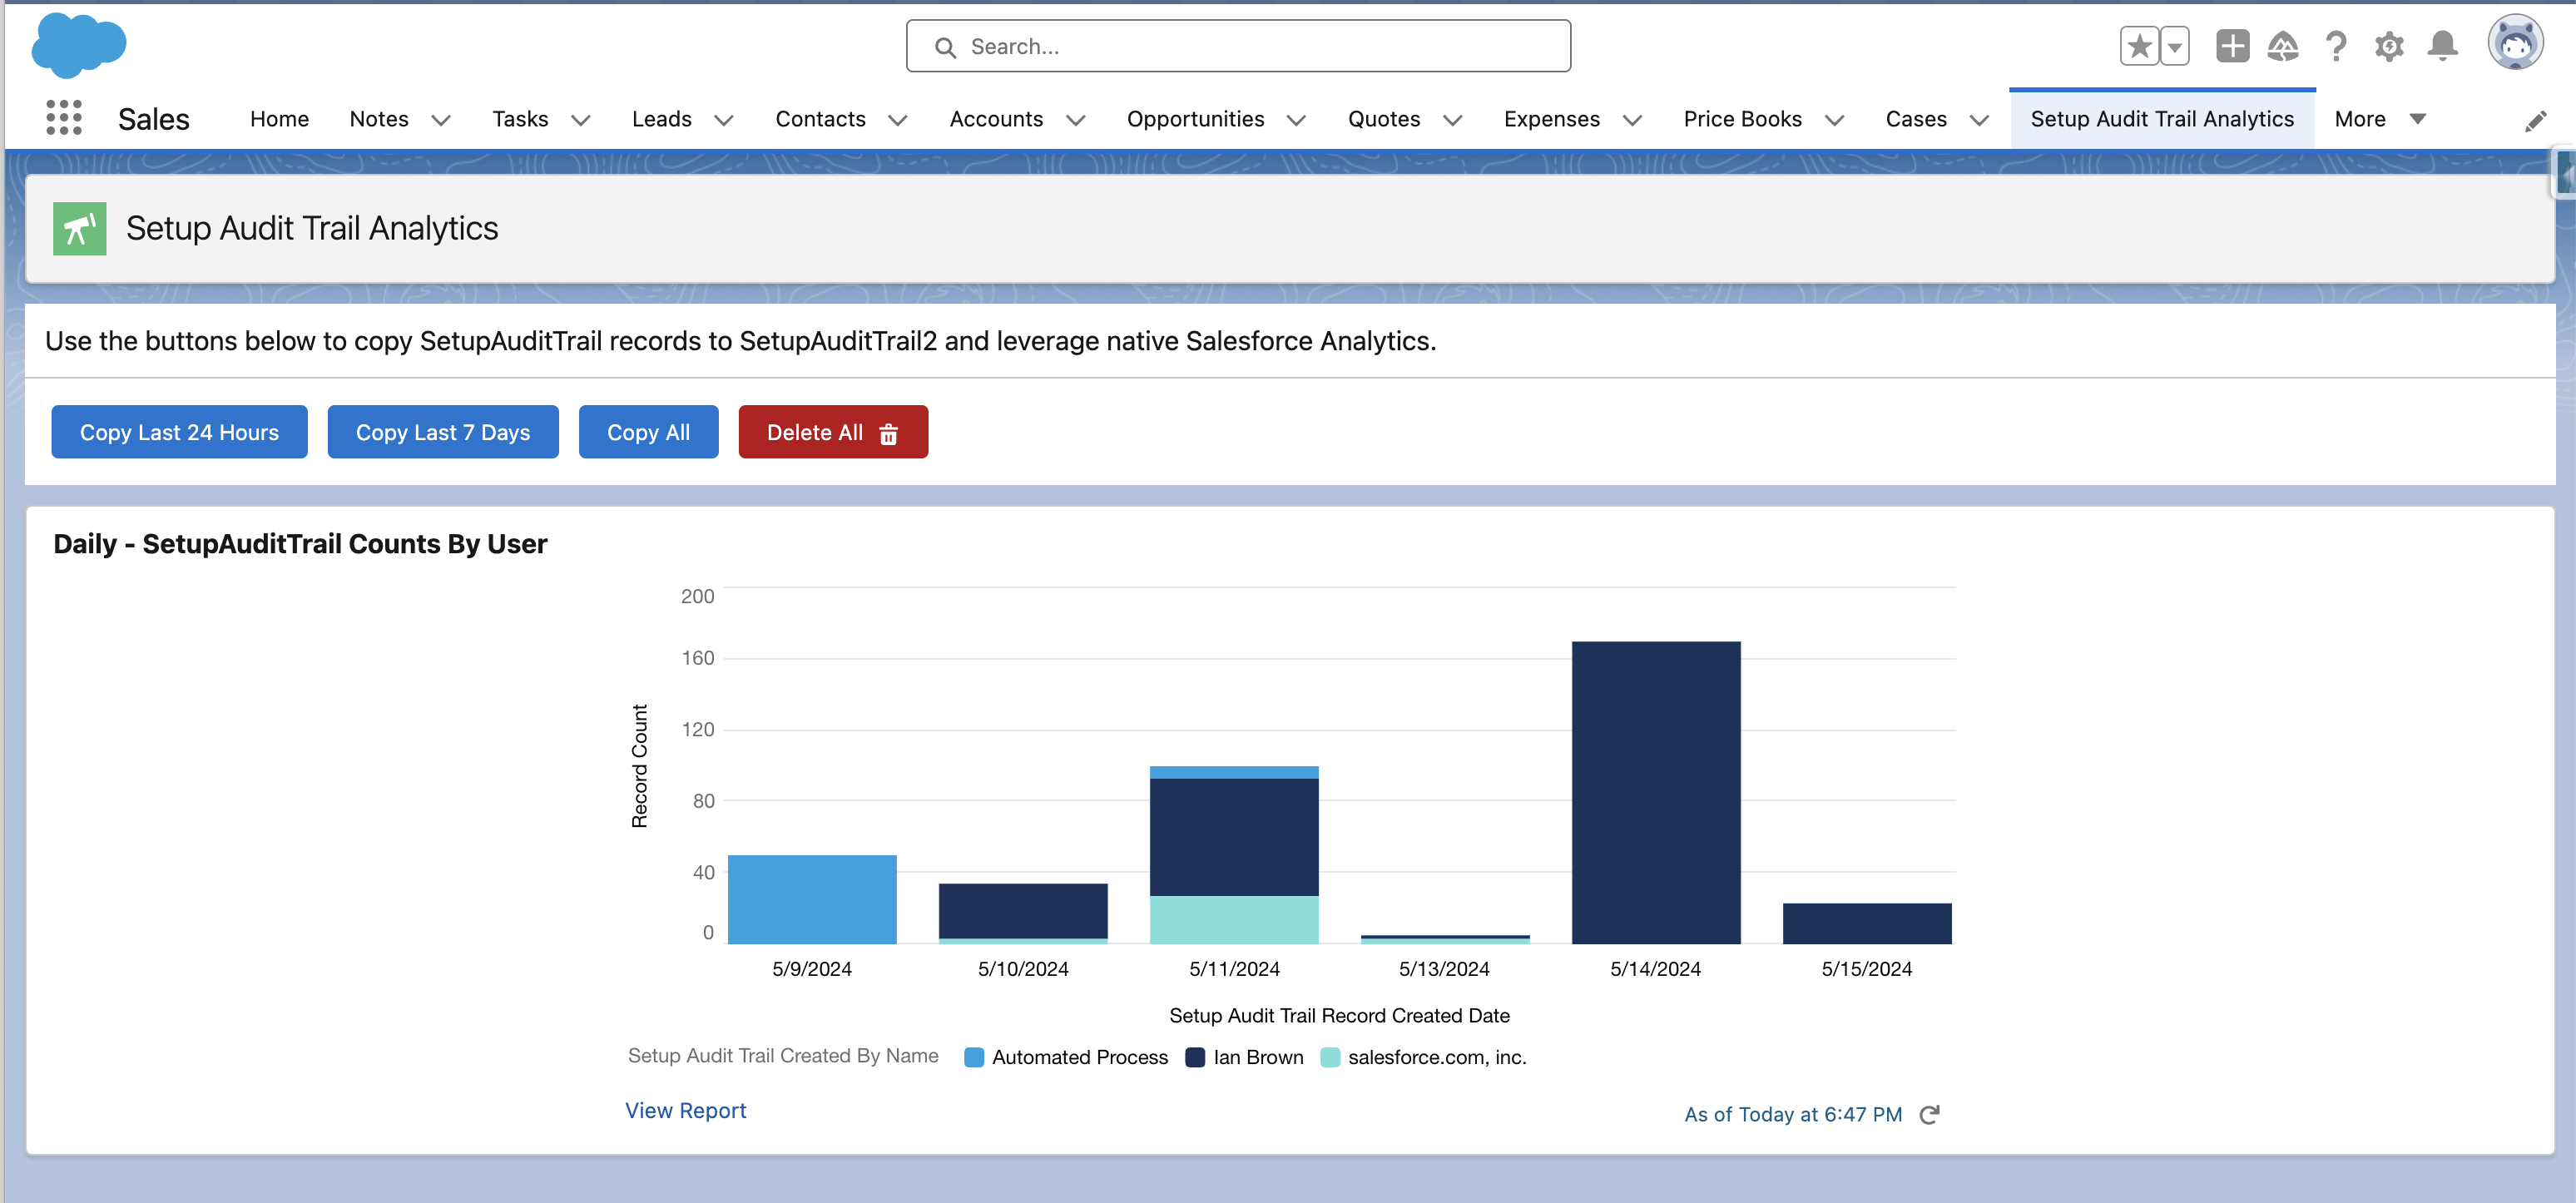 Search...
Sales Home Notes Tasks Leads Contacts Accounts Opportunities Quotes Expenses Price Books Cases Setup Audit Trail Analytics More
Setup Audit Trail Analytics
Use the buttons below to copy SetupAuditTrail records to SetupAuditTrail2 and leverage native Salesforce Analytics.
Copy Last 24 Hours Copy Last 7 Days Copy All Delete All
Daily - SetupAuditTrail Counts By User
200
160
120
80
40
0
Record Count
5/9/2024 5/10/2024 5/11/2024 5/13/2024 5/14/2024 5/15/2024
Setup Audit Trail Record Created Date
Setup Audit Trail Created By Name Automated Process Ian Brown salesforce.com, inc.
View Report As of Today at 6:47 PM